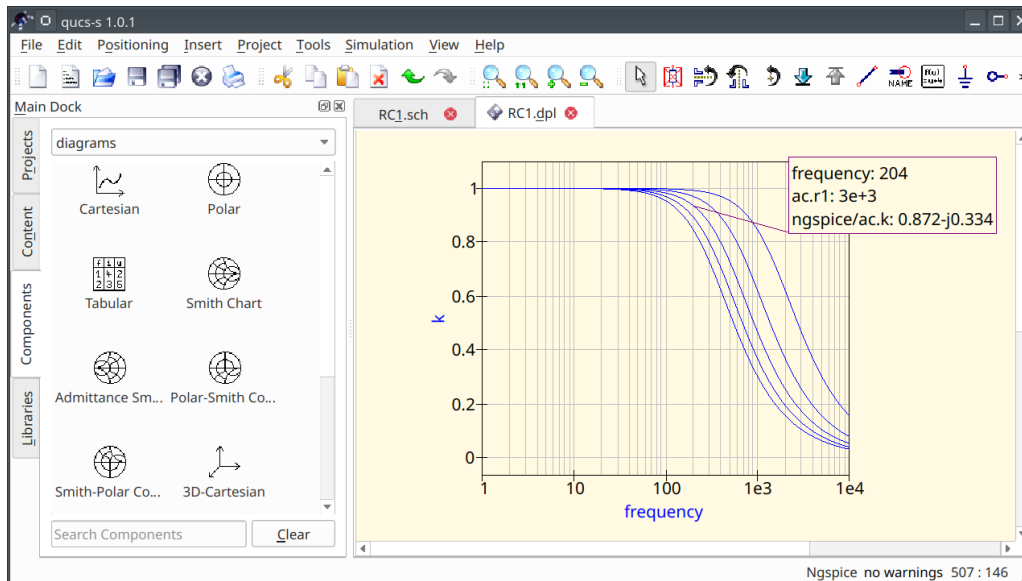 qucs-s 1.0.1
File Edit Positioning Insert Project Tools Simulation View Help
NAME
Main Dock
RC1.sch
RC1.dpl
Projects
Content
Components
Libraries
diagrams
Cartesian
Polar
Tabular
Smith Chart
Admittance Sm...
Polar-Smith Co...
Smith-Polar Co...
3D-Cartesian
Search Components
Clear
frequency: 204
ac.r1: 3e+3
ngspice/ac.k: 0.872-j0.334
1
0.8
0.6
0.4
0.2
0
k
1 10 100 1e3 1e4
frequency
Ngspice no warnings 507 : 146